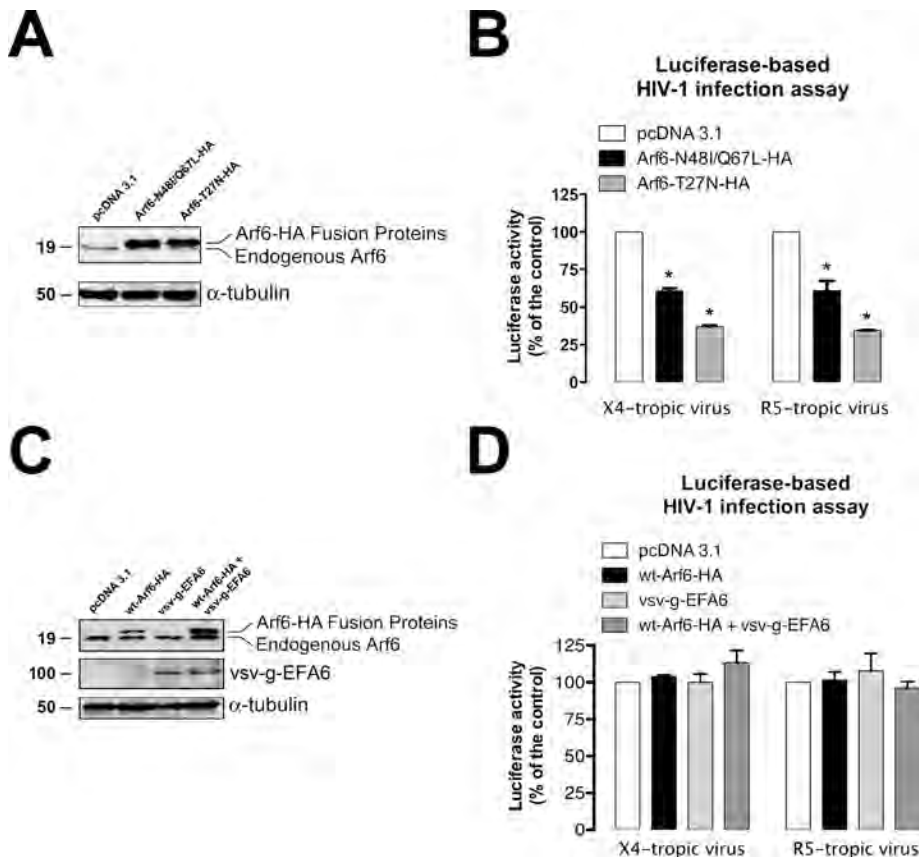 A
pcDNA 3.1
Arf6-N48I/Q67L-HA
Arf6-T27N-HA
19
Arf6-HA Fusion Proteins
Endogenous Arf6
50
α-tubulin
B
Luciferase-based
HIV-1 infection assay
pcDNA 3.1
Arf6-N48I/Q67L-HA
Arf6-T27N-HA
Luciferase activity
(% of the control)
125
100
75
50
25
0
*
*
*
*
X4-tropic virus
R5-tropic virus
C
pcDNA 3.1
wt-Arf6-HA
vsv-g-EFA6
wt-Arf6-HA +
vsv-g-EFA6
19
Arf6-HA Fusion Proteins
Endogenous Arf6
100
vsv-g-EFA6
50
α-tubulin
D
Luciferase-based
HIV-1 infection assay
pcDNA 3.1
wt-Arf6-HA
vsv-g-EFA6
wt-Arf6-HA + vsv-g-EFA6
Luciferase activity
(% of the control)
125
100
75
50
25
0
X4-tropic virus
R5-tropic virus